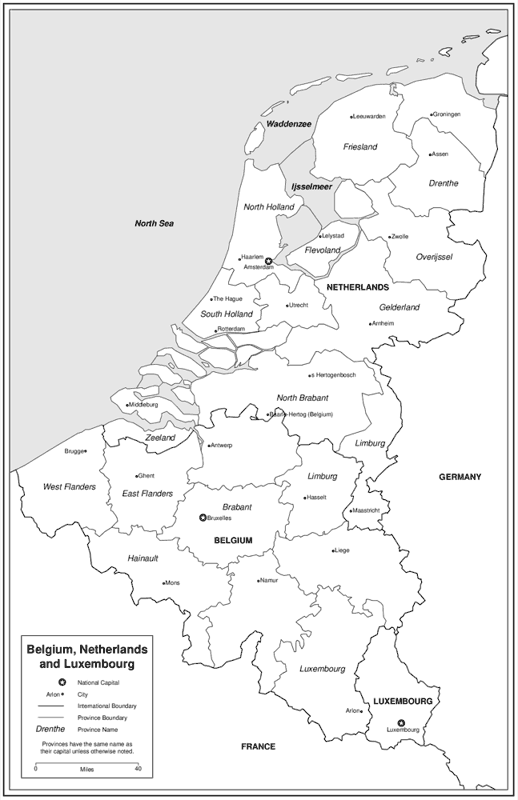 Groningen
Leeuwarden
Waddenzee
Friesland
Assen
Drenthe
Ijsselmeer
North Holland
North Sea
Lelystad
Zwolle
Flevoland
Overijssel
Haarlem
Amsterdam
NETHERLANDS
The Hague
Utrecht
Gelderland
South Holland
Rotterdam
Arnheim
s Hertogenbosch
North Brabant
Middleburg
Hertog (Belgium)
Zeeland
Limburg
Antwerp
Brugge
Ghent
Limburg
GERMANY
West Flanders
East Flanders
Hasselt
Brabant
Maastricht
Bruxelles
BELGIUM
Liege
Hainault
Mons
Namur
Luxembourg
LUXEMBOURG
Arlon
Luxembourg
FRANCE
Belgium, Netherlands
and Luxembourg
National Capital
Arlon City
International Boundary
Province Boundary
Drenthe Province Name
Provinces have the same name as
their capital unless otherwise noted.
0 40
Miles